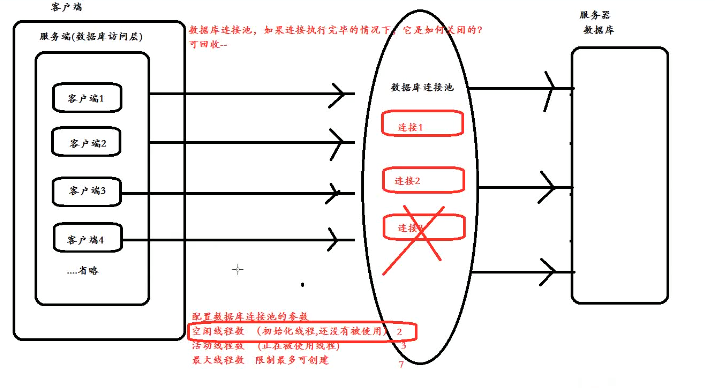 客户端
服务端(数据库访问层)
客户端1
客户端2
客户端3
客户端4
....省略
数据库连接池，如果连接执行完毕的情况下，它是如何关闭的？
可回收--
数据库连接池
连接1
连接2
连接
服务器
数据库
配置数据库连接池的参数
空闲线程数 （初始化线程,还没有被使用） 2
活动线程数 （正在被使用线程） 3
最大线程数 限制最多可创建 7